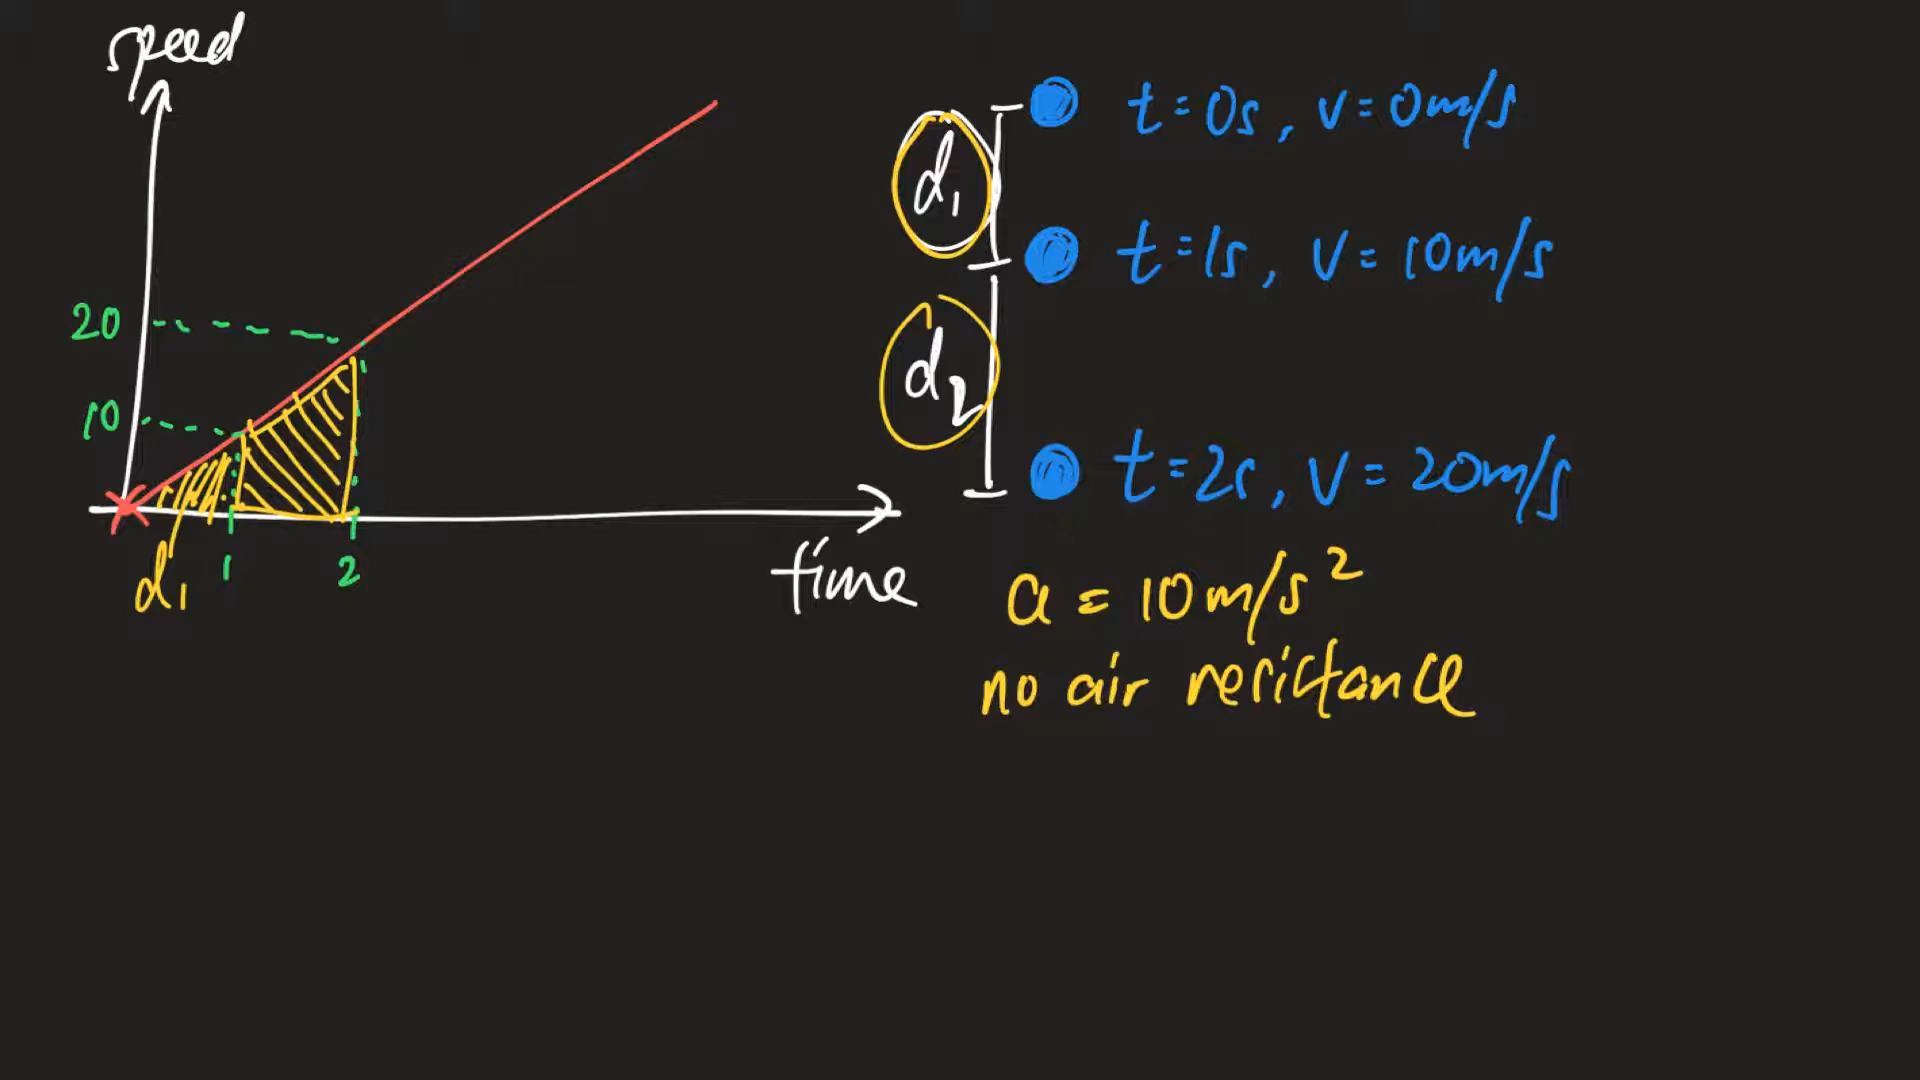 speed
20
10
d₁
1
2
time
d₁
d₂
t=0s, v=0m/s
t=1s, v=10m/s
t=2s, v=20m/s
a=10m/s²
no air resistance